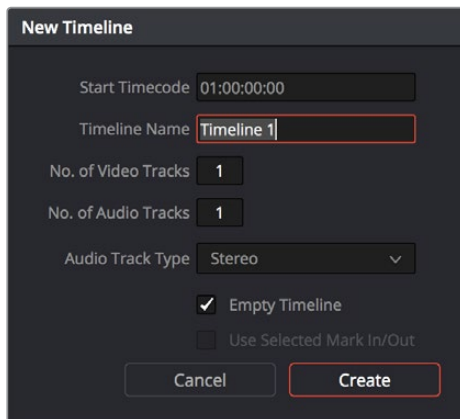 New Timeline
Start Timecode 01:00:00:00
Timeline Name Timeline 1
No. of Video Tracks 1
No. of Audio Tracks 1
Audio Track Type Stereo
Empty Timeline
Use Selected Mark In/Out
Cancel Create